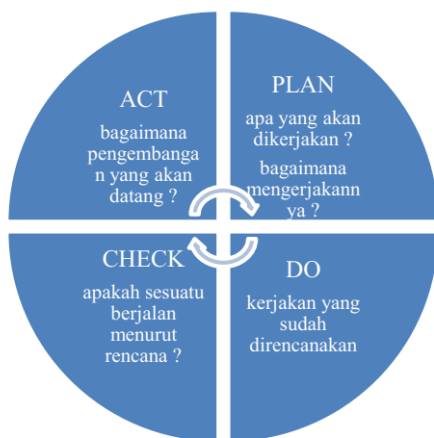 ACT
bagaimana
pengembanga
n yang akan
datang ?
PLAN
apa yang akan
dikerjakan ?
bagaimana
mengerjakann
ya ?
CHECK
apakah sesuatu
berjalan
menurut
rencana ?
DO
kerjakan yang
sudah
direncanakan